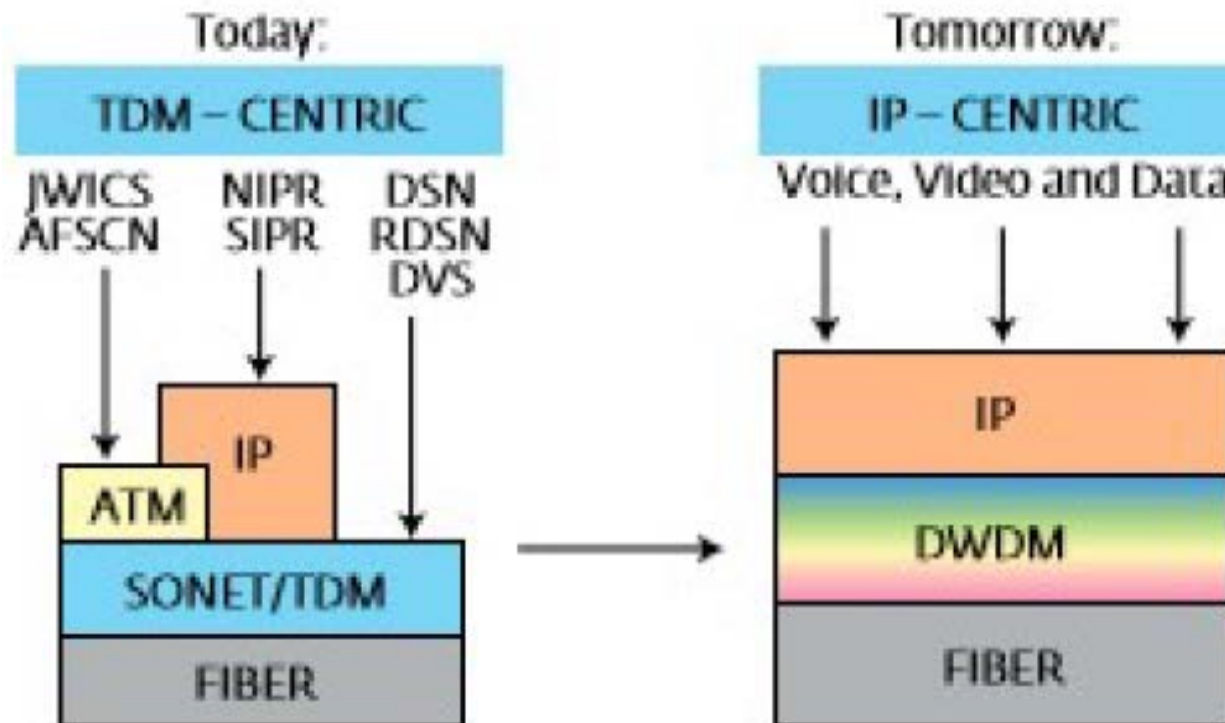 Today:
TDM – CENTRIC
JWICS
AFSCN
NIPR
SIPR
DSN
RDSN
DVS
IP
ATM
SONET/TDM
FIBER
Tomorrow:
IP – CENTRIC
Voice, Video and Data
IP
DWDM
FIBER